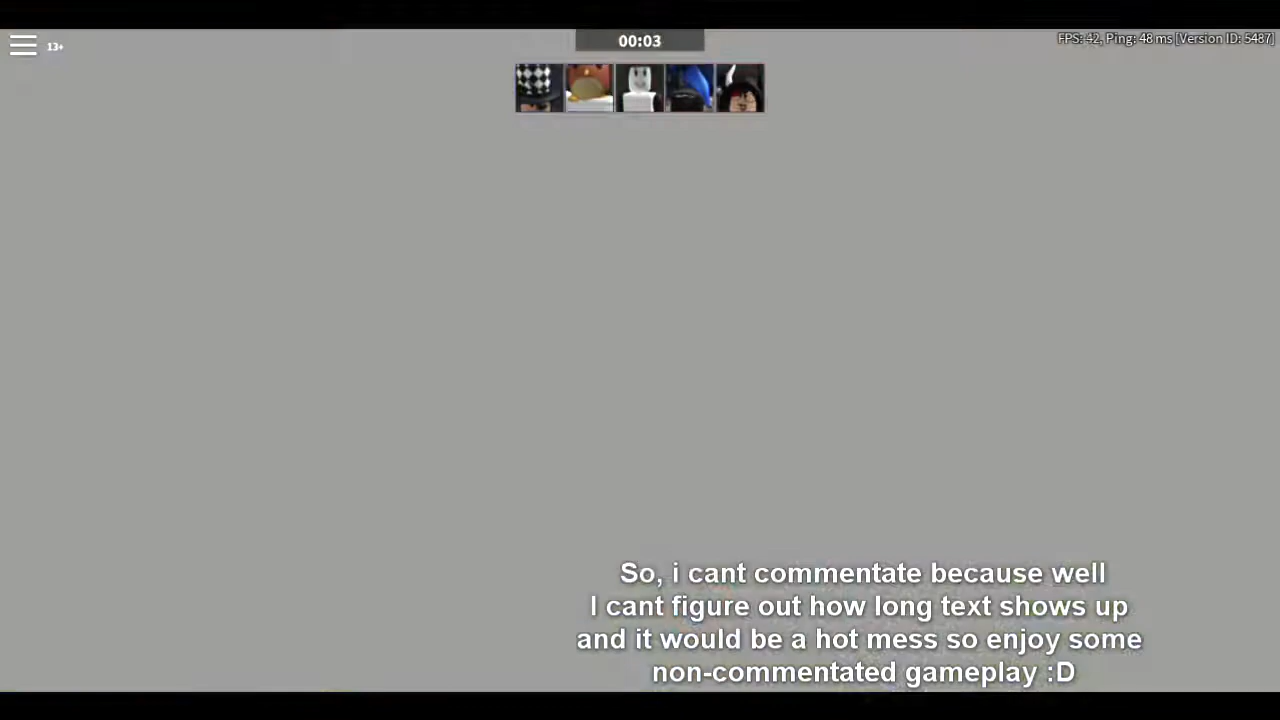 13+
00:03
FPS: 42, Ping: 48 ms [Version ID: 5487]
So, i cant commentate because well
I cant figure out how long text shows up
and it would be a hot mess so enjoy some
non-commentated gameplay :D